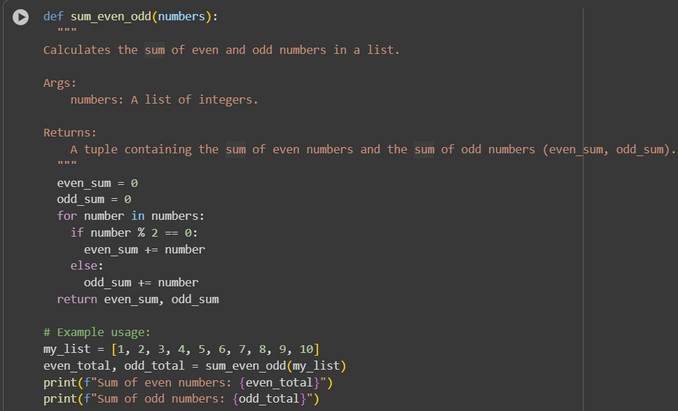 def sum_even_odd(numbers):
  """
Calculates the sum of even and odd numbers in a list.

Args:
    numbers: A list of integers.

Returns:
    A tuple containing the sum of even numbers and the sum of odd numbers (even_sum, odd_sum).
  """
  even_sum = 0
  odd_sum = 0
  for number in numbers:
    if number % 2 == 0:
      even_sum += number
    else:
      odd_sum += number
  return even_sum, odd_sum

# Example usage:
my_list = [1, 2, 3, 4, 5, 6, 7, 8, 9, 10]
even_total, odd_total = sum_even_odd(my_list)
print(f"Sum of even numbers: {even_total}")
print(f"Sum of odd numbers: {odd_total}")